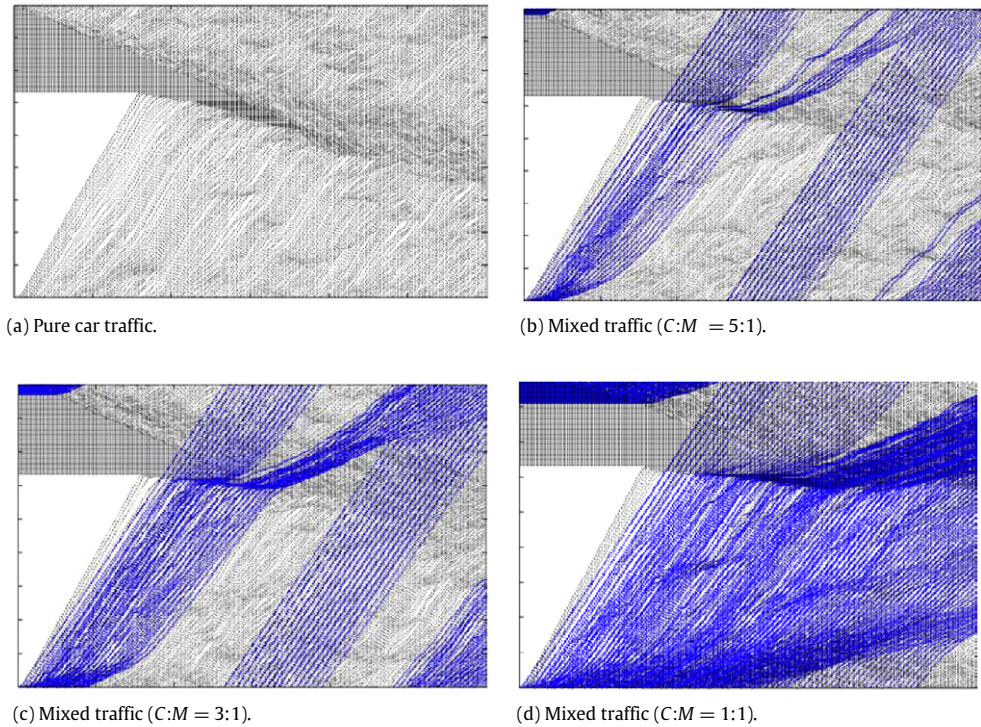 (a) Pure car traffic.
(b) Mixed traffic (C:M = 5:1).
(c) Mixed traffic (C:M = 3:1).
(d) Mixed traffic (C:M = 1:1).